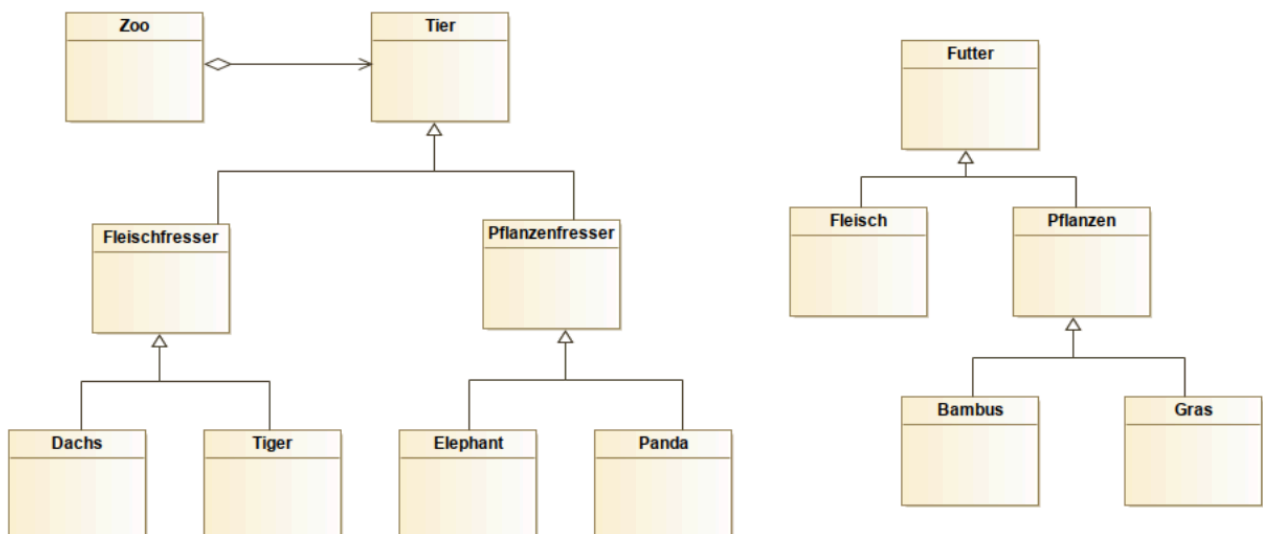 Zoo
Tier
Futter
Fleisch
Pflanzen
Fleischfresser
Pflanzenfresser
Bambus
Gras
Dachs
Tiger
Elephant
Panda